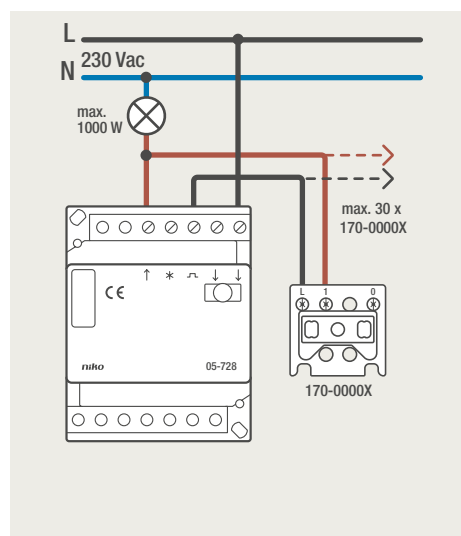 L
230 Vac
N
max.
1000 W
max. 30 x
170-0000X
↑ * ⎍ ↓ ↓
CE
L 1 0
niko 05-728
170-0000X